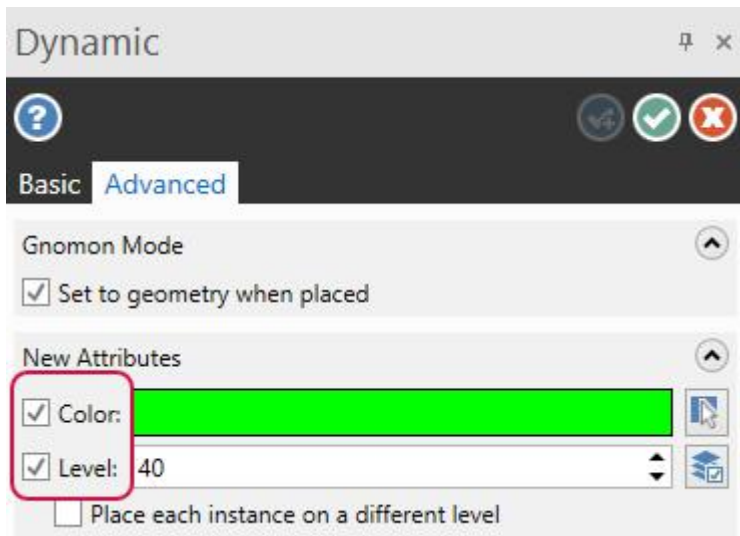 Dynamic
?
Basic Advanced
Gnomon Mode
Set to geometry when placed
New Attributes
Color:
Level: 40
Place each instance on a different level